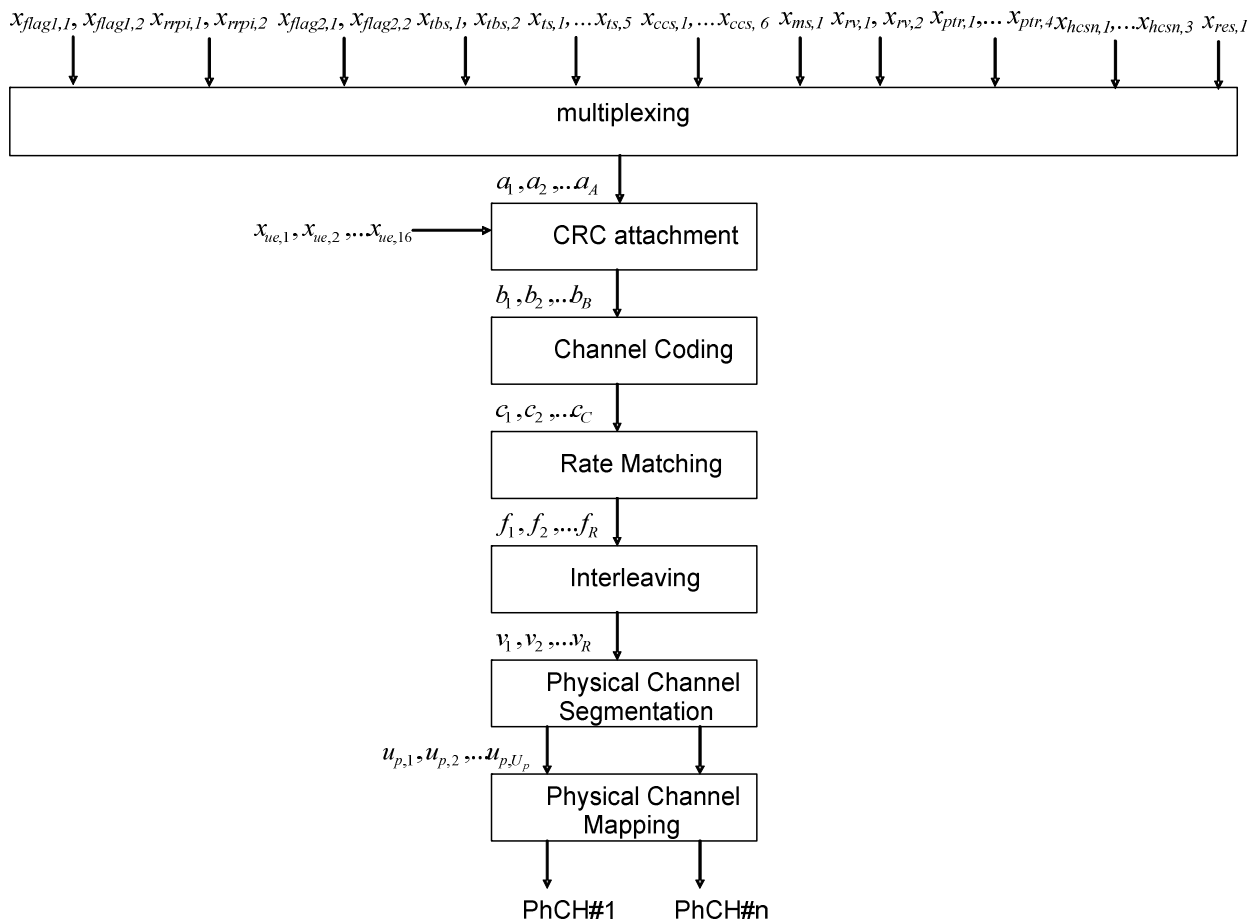 x_flag1,1, x_flag1,2 x_rrpi,1, x_rrpi,2 x_flag2,1, x_flag2,2 x_tbs,1, x_tbs,2 x_ts,1, ...x_ts,5 x_ccs,1, ...x_ccs, 6 x_ms,1 x_rv,1, x_rv,2 x_ptr,1,... x_ptr,4 x_hcsn,1,...x_hcsn,3 x_res,1
multiplexing
a_1,a_2,...a_A
x_ue,1,x_ue,2,...x_ue,16
CRC attachment
b_1,b_2,...b_B
Channel Coding
c_1,c_2,...c_C
Rate Matching
f_1,f_2,...f_R
Interleaving
v_1,v_2,...v_R
Physical Channel
Segmentation
u_p,1,u_p,2,...u_p,U_p
Physical Channel
Mapping
PhCH#1 PhCH#n